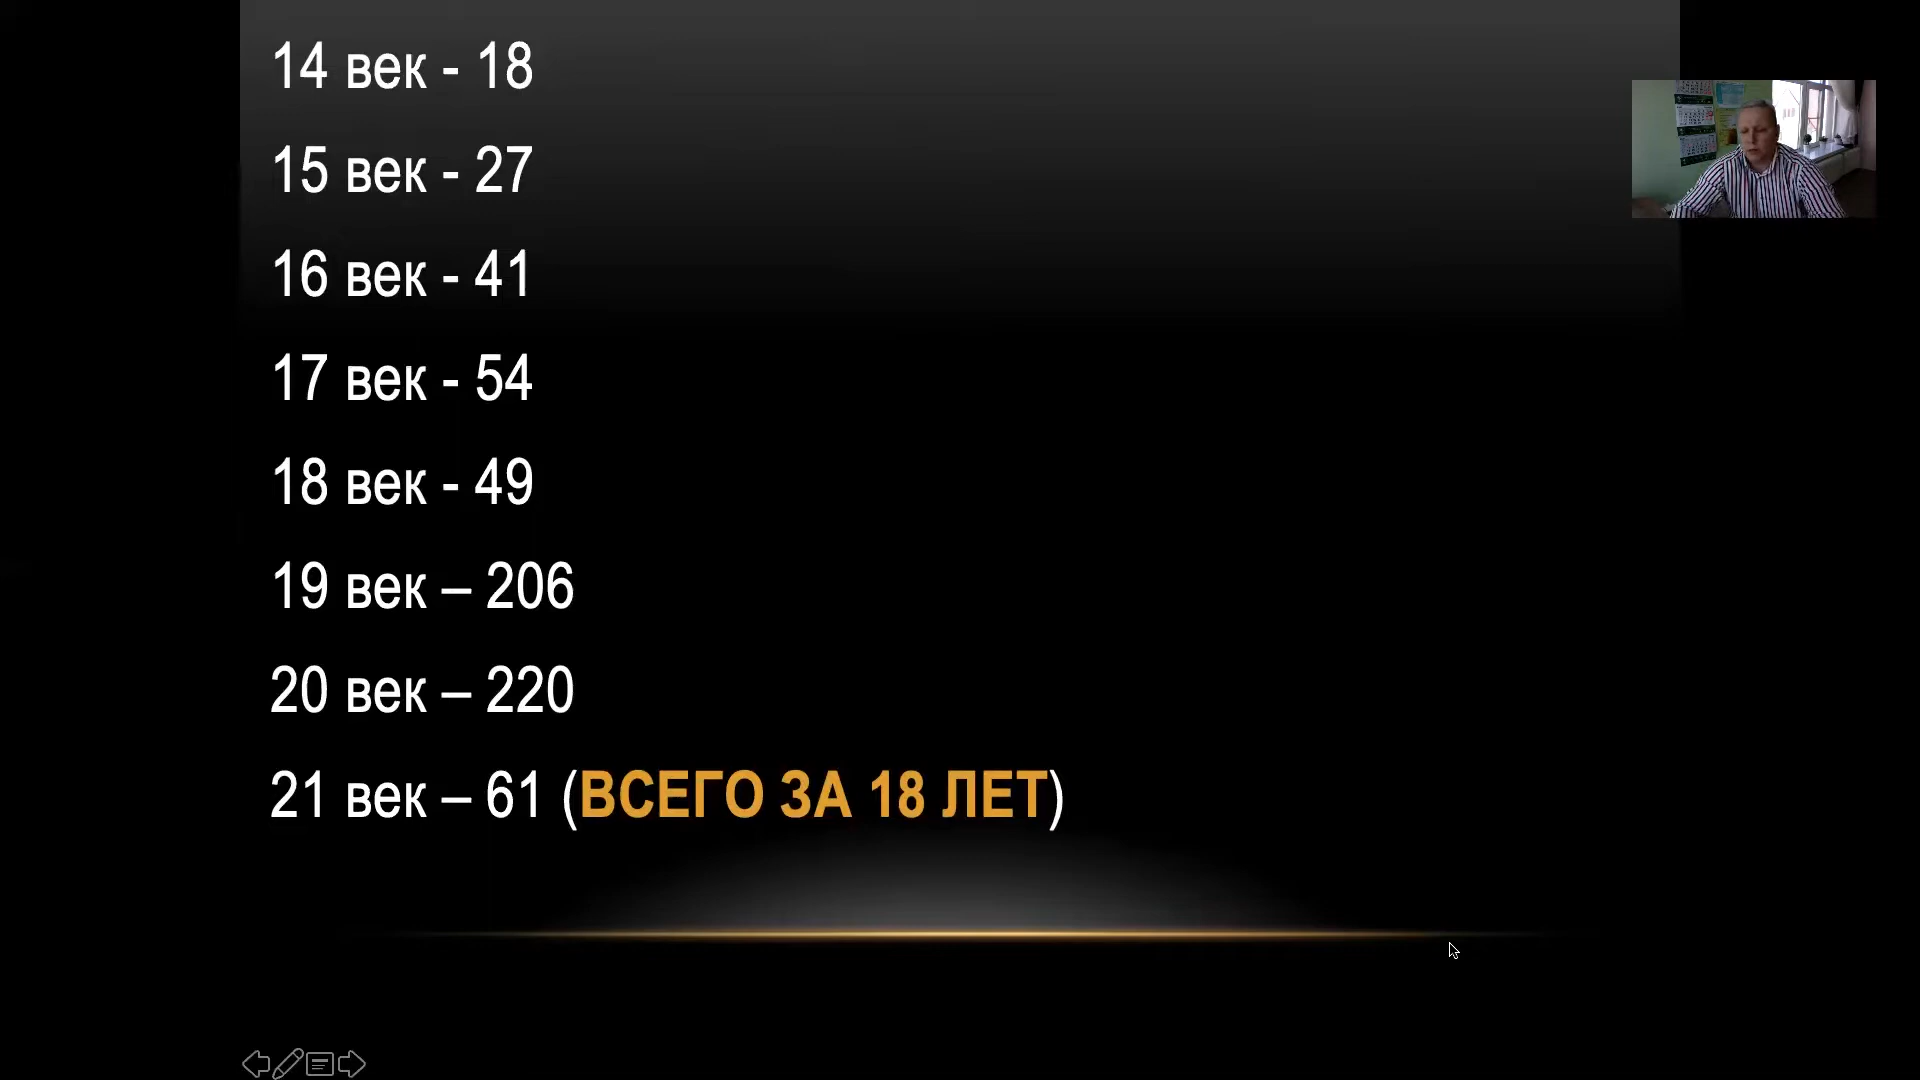 14 век - 18
15 век - 27
16 век - 41
17 век - 54
18 век - 49
19 век – 206
20 век – 220
21 век – 61 (ВСЕГО ЗА 18 ЛЕТ)